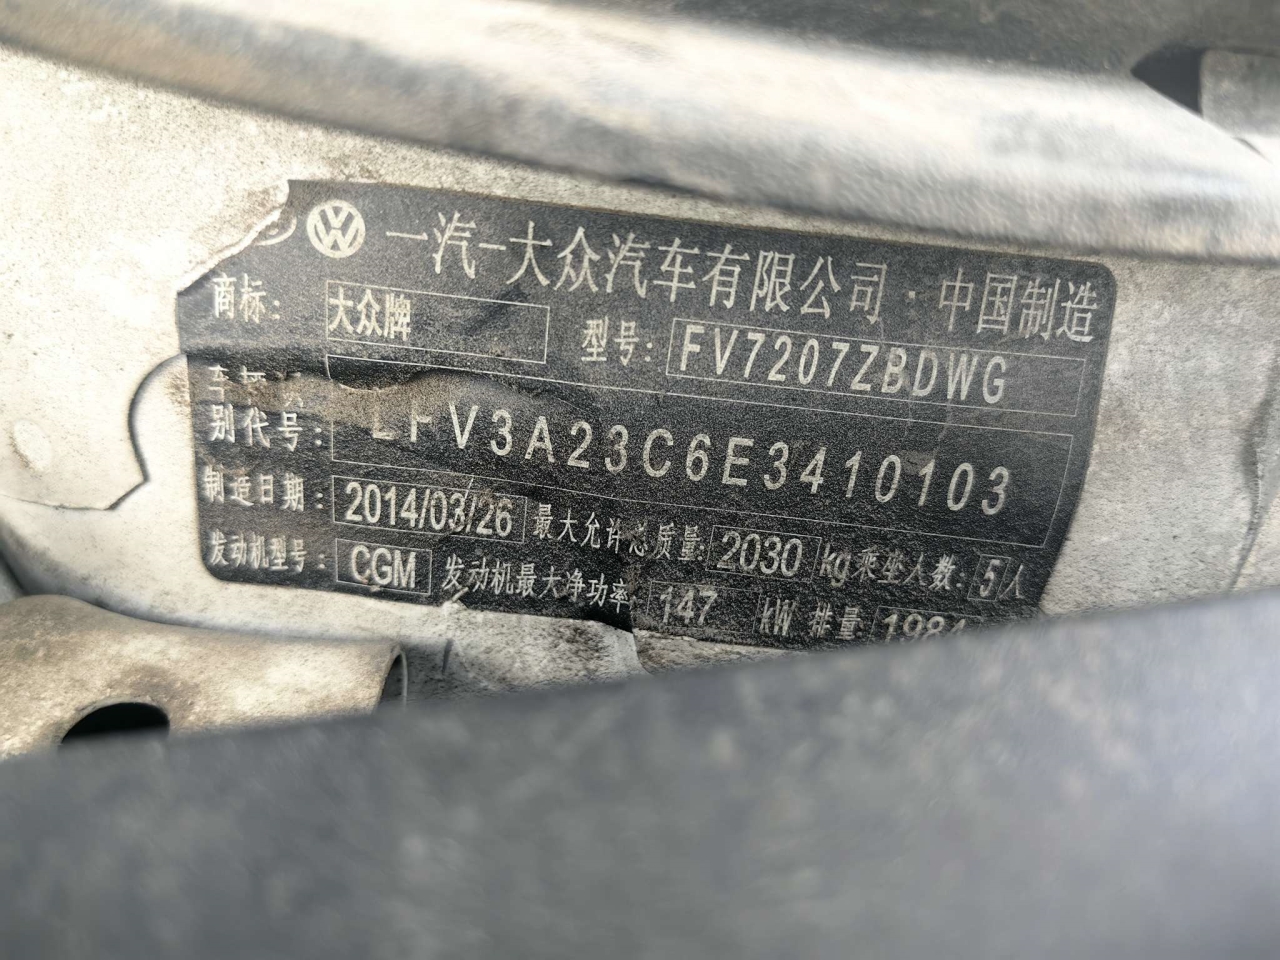 一汽-大众汽车有限公司·中国制造
商标: 大众牌 型号: FV7207ZBDWG
别代号: LFV3A23C6E3410103
制造日期: 2014/03/26 最大允许总质量: 2030 kg 乘坐人数: 5 人
发动机型号: CGM 发动机最大净功率: 147 kW 排量 1984